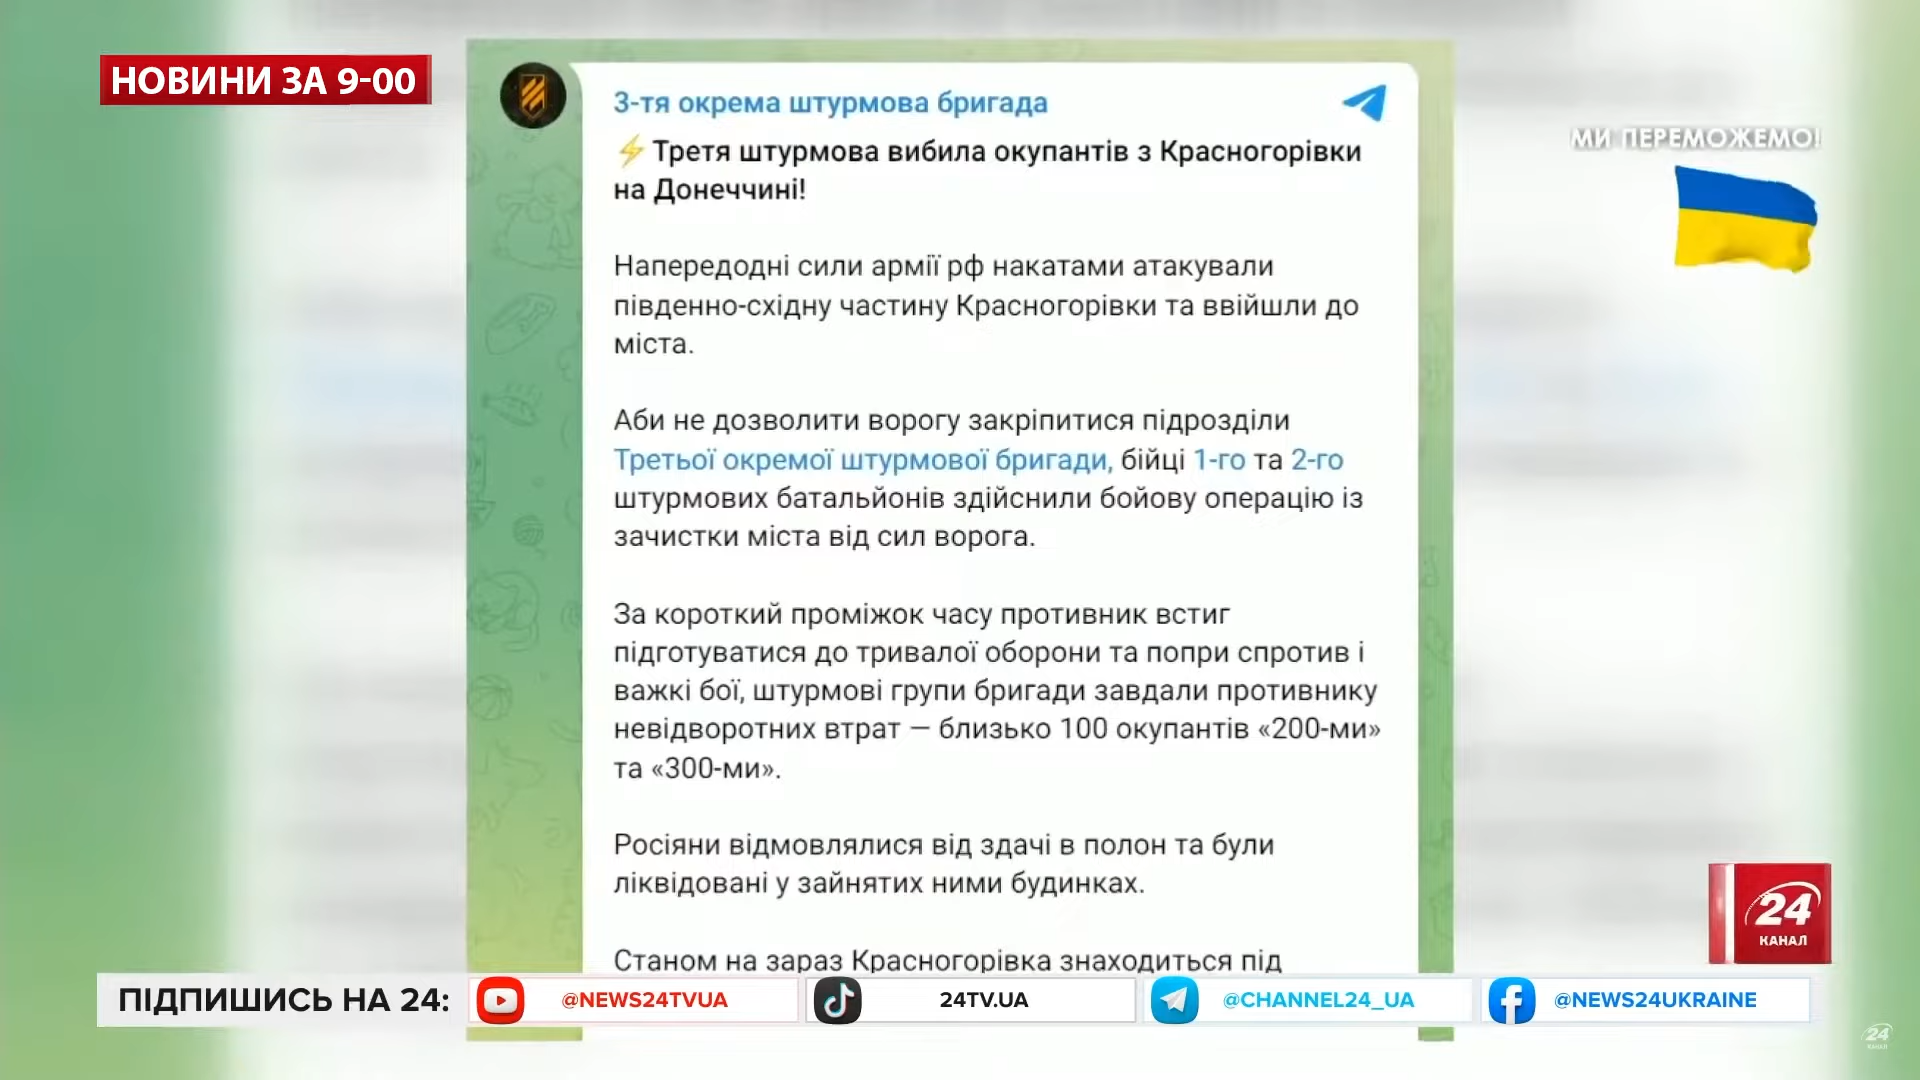 НОВИНИ ЗА 9-00
3-тя окрема штурмова бригада
⚡Третя штурмова вибила окупантів з Красногорівки
на Донеччині!
Напередодні сили армії рф накатами атакували
південно-східну частину Красногорівки та ввійшли до
міста.
Аби не дозволити ворогу закріпитися підрозділи
Третьої окремої штурмової бригади, бійці 1-го та 2-го
штурмових батальйонів здійснили бойову операцію із
зачистки міста від сил ворога.
За короткий проміжок часу противник встиг
підготуватися до тривалої оборони та попри спротив і
важкі бої, штурмові групи бригади завдали противнику
невідворотних втрат — близько 100 окупантів «200-ми»
та «300-ми».
Росіяни відмовлялися від здачі в полон та були
ліквідовані у зайнятих ними будинках.
Станом на зараз Красногорівка знаходиться під
МИ ПЕРЕМОЖЕМО!
24
КАНАЛ
ПІДПИШИСЬ НА 24:
@NEWS24TVUA
24TV.UA
@CHANNEL24_UA
@NEWS24UKRAINE
24
КАНАЛ